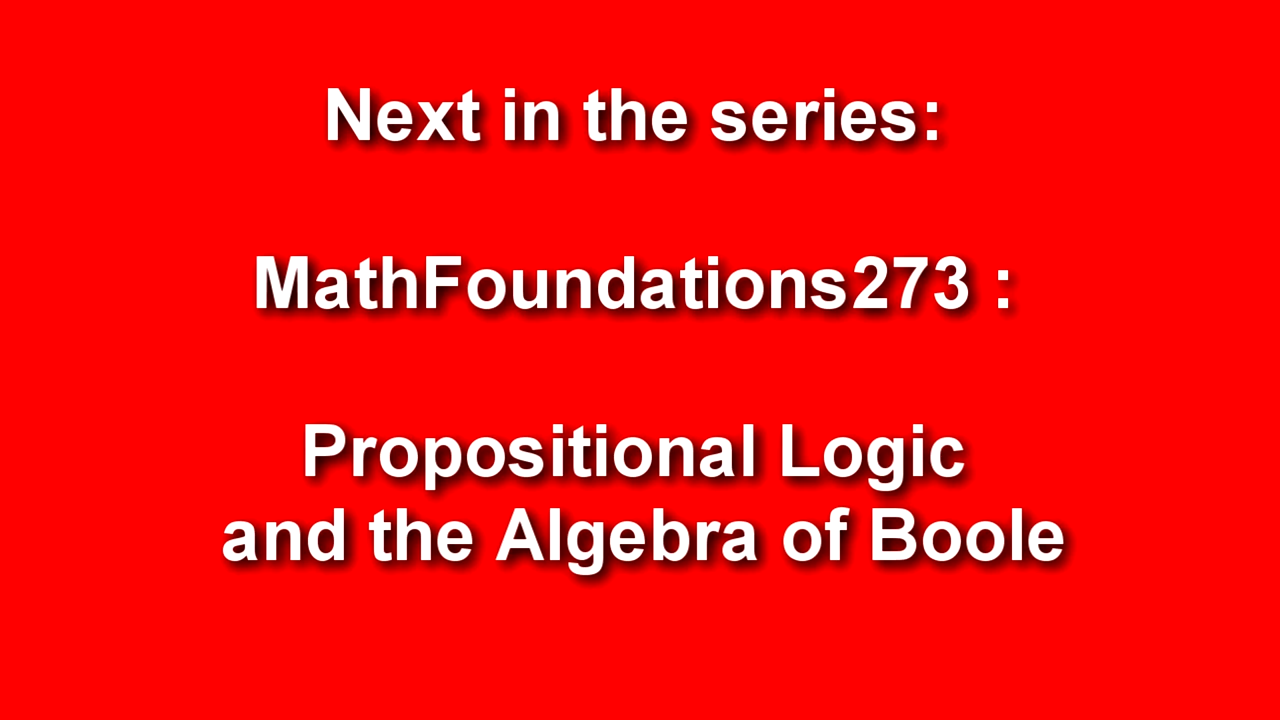 Next in the series:
MathFoundations273 :
Propositional Logic
and the Algebra of Boole